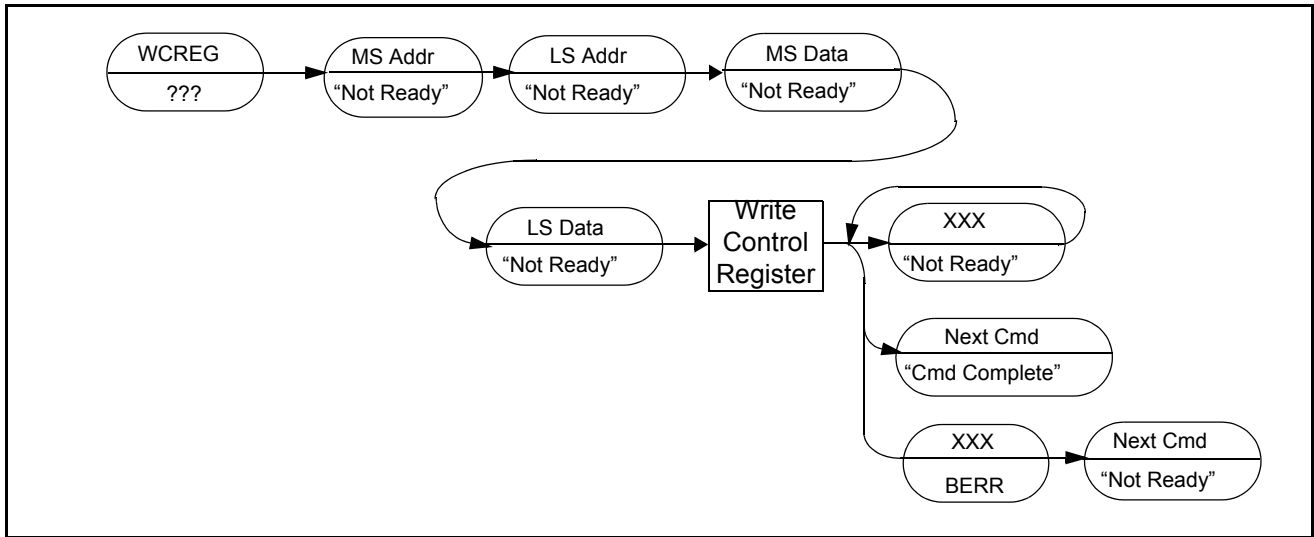 WCREG
???
MS Addr
“Not Ready”
LS Addr
“Not Ready”
MS Data
“Not Ready”
LS Data
“Not Ready”
Write
Control
Register
XXX
“Not Ready”
Next Cmd
“Cmd Complete”
XXX
BERR
Next Cmd
“Not Ready”